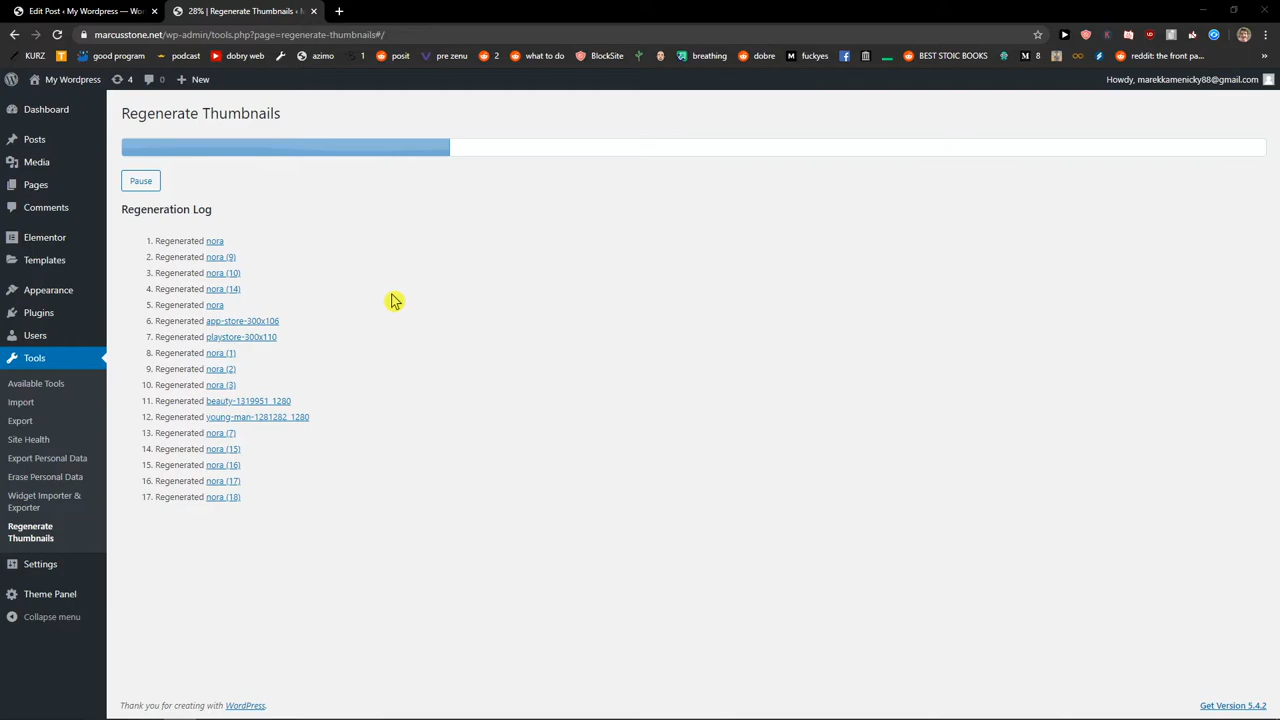 Edit Post ‹ My Wordpress — Wor
28% | Regenerate Thumbnails ‹ M
marcusstone.net/wp-admin/tools.php?page=regenerate-thumbnails#/
KURZ
good program
podcast
dobry web
azimo
posit
pre zenu
2
what to do
BlockSite
breathing
dobre
fuckyes
BEST STOIC BOOKS
M 8
reddit: the front pa...
My Wordpress
4
0
New
Howdy, marekkamenicky88@gmail.com
Dashboard
Posts
Media
Pages
Comments
Elementor
Templates
Appearance
Plugins
Users
Tools
Available Tools
Import
Export
Site Health
Export Personal Data
Erase Personal Data
Widget Importer &
Exporter
Regenerate
Thumbnails
Settings
Theme Panel
Collapse menu
Regenerate Thumbnails
Pause
Regeneration Log
1. Regenerated nora
2. Regenerated nora (9)
3. Regenerated nora (10)
4. Regenerated nora (14)
5. Regenerated nora
6. Regenerated app-store-300x106
7. Regenerated playstore-300x110
8. Regenerated nora (1)
9. Regenerated nora (2)
10. Regenerated nora (3)
11. Regenerated beauty-1319951_1280
12. Regenerated young-man-1281282_1280
13. Regenerated nora (7)
14. Regenerated nora (15)
15. Regenerated nora (16)
16. Regenerated nora (17)
17. Regenerated nora (18)
Thank you for creating with WordPress.
Get Version 5.4.2